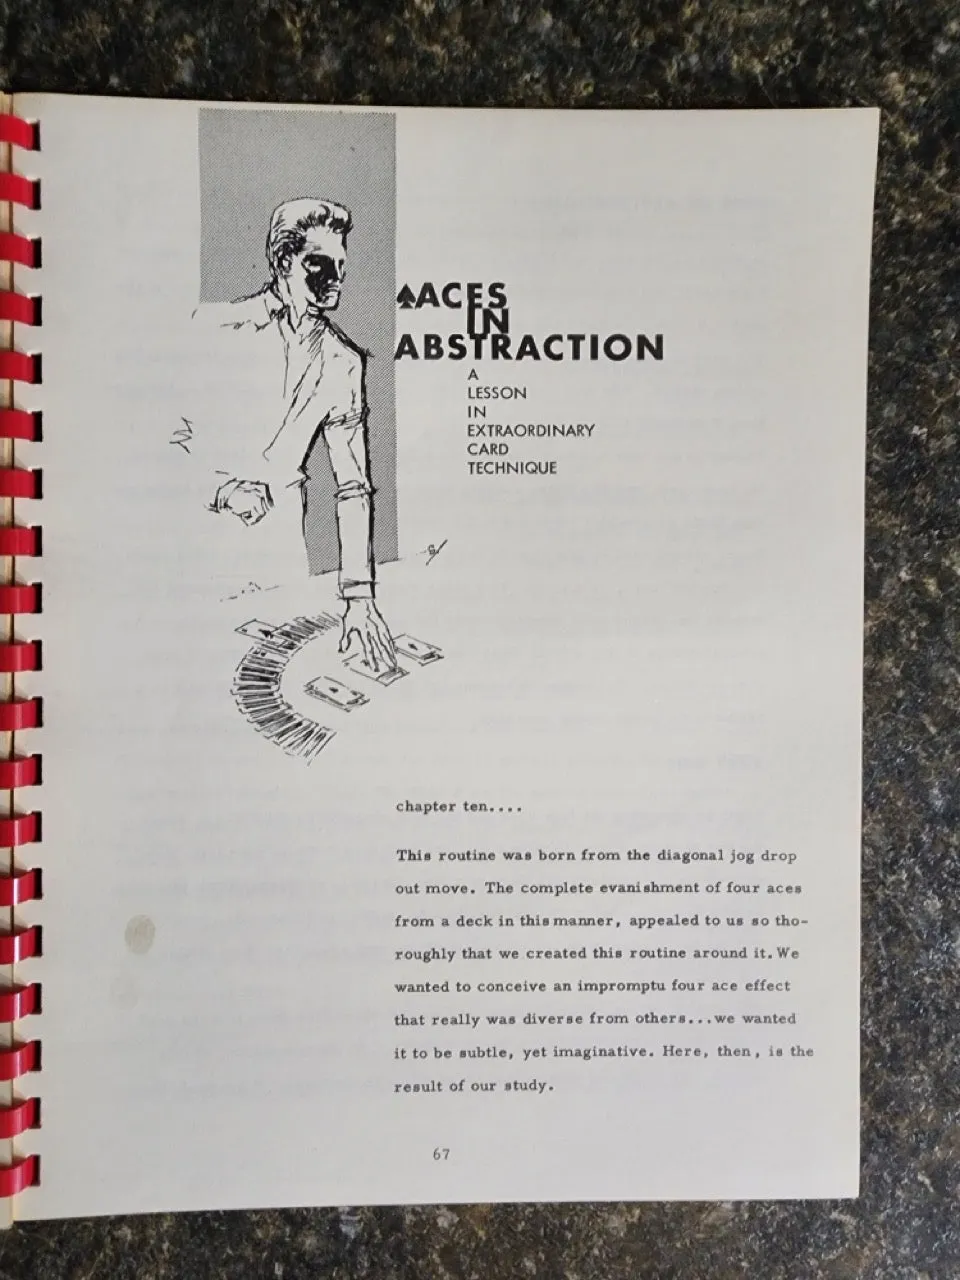 ♠ACES
IN
ABSTRACTION
A
LESSON
IN
EXTRAORDINARY
CARD
TECHNIQUE
chapter ten....
This routine was born from the diagonal jog drop
out move. The complete evanishment of four aces
from a deck in this manner, appealed to us so tho-
roughly that we created this routine around it. We
wanted to conceive an impromptu four ace effect
that really was diverse from others...we wanted
it to be subtle, yet imaginative. Here, then, is the
result of our study.
67